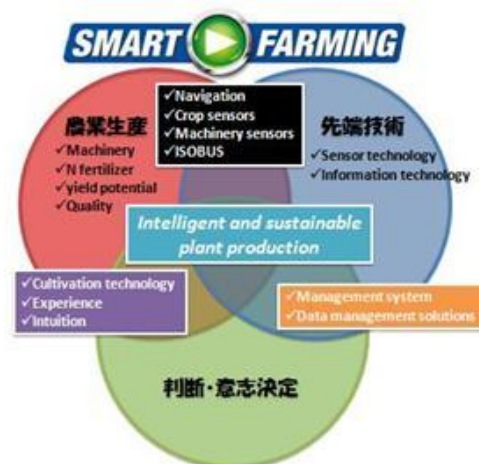 SMART FARMING
農業生産
✓Machinery
✓N fertilizer
✓yield potential
✓Quality
✓Navigation
✓Crop sensors
✓Machinery sensors
✓ISOBUS
先端技術
✓Sensor technology
✓Information technology
Intelligent and sustainable
plant production
✓Cultivation technology
✓Experience
✓Intuition
✓Management system
✓Data management solutions
判断・意志決定